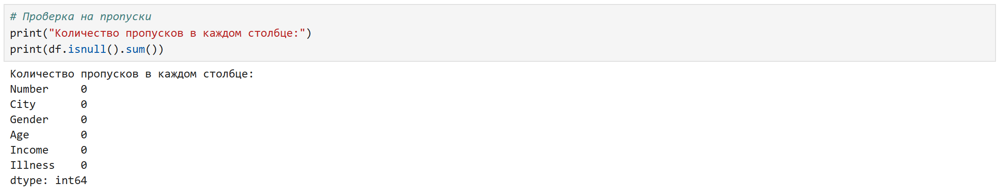 # Проверка на пропуски
print("Количество пропусков в каждом столбце:")
print(df.isnull().sum())
Количество пропусков в каждом столбце:
Number     0
City       0
Gender     0
Age        0
Income     0
Illness    0
dtype: int64